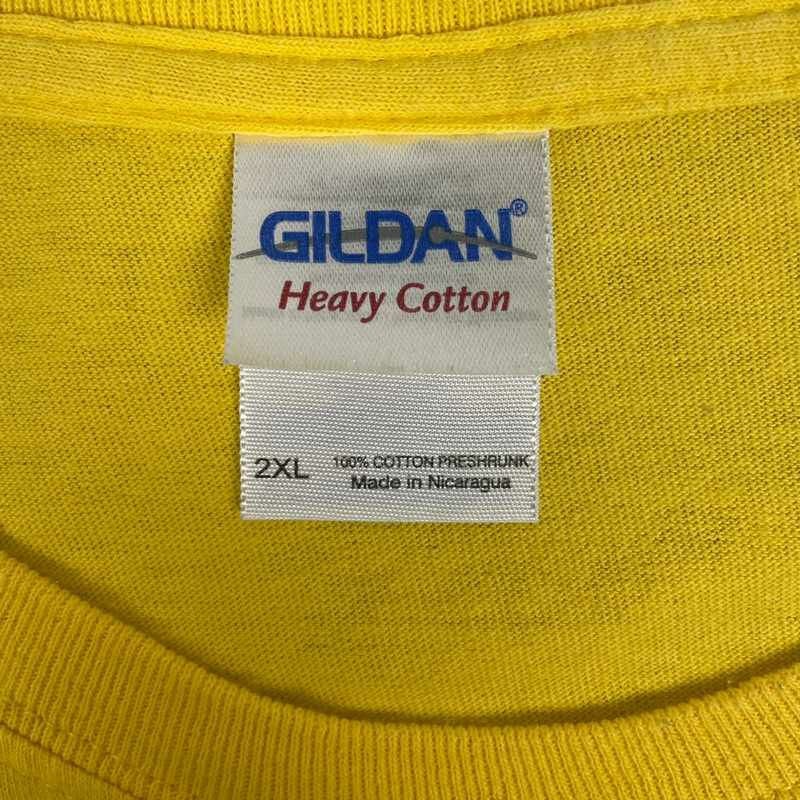 GILDAN®
Heavy Cotton
2XL
100% COTTON PRESHRUNK
Made in Nicaragua